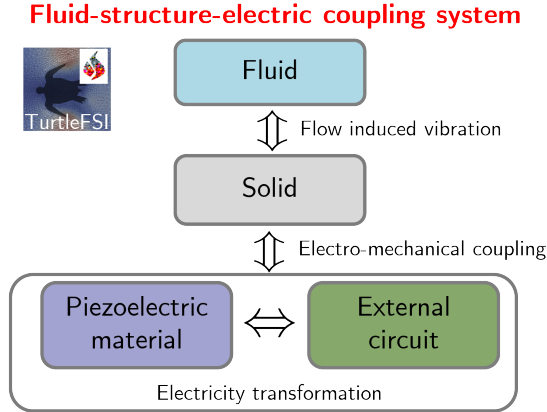 Fluid-structure-electric coupling system
Fluid
TurtleFSI
Flow induced vibration
Solid
Electro-mechanical coupling
Piezoelectric
material
External
circuit
Electricity transformation